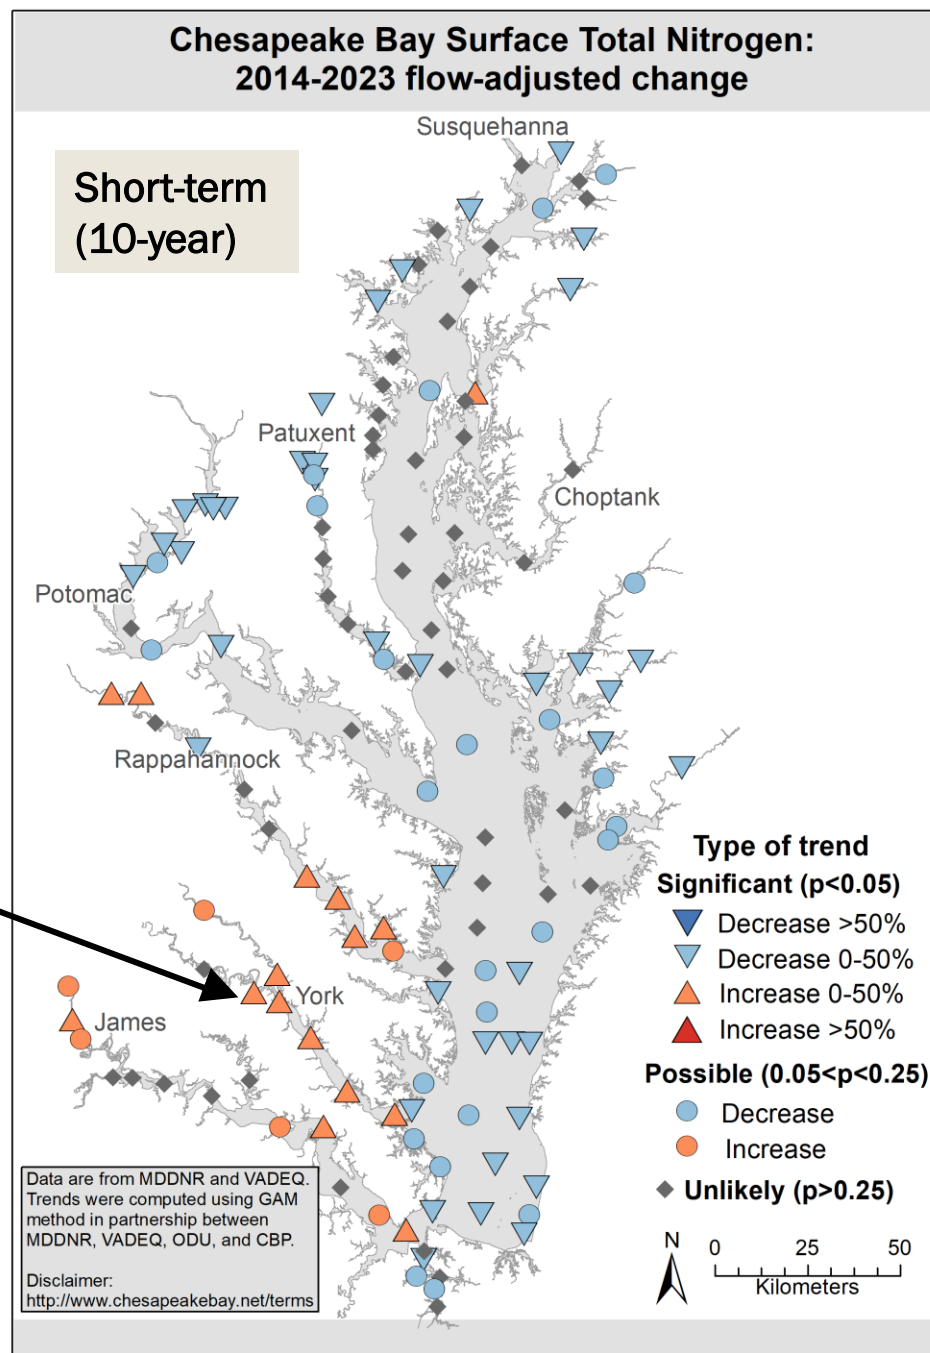 Chesapeake Bay Surface Total Nitrogen:
2014-2023 flow-adjusted change
Susquehanna
Short-term
(10-year)
Patuxent
Choptank
Potomac
Rappahannock
York
James
Type of trend
Significant (p<0.05)
Decrease >50%
Decrease 0-50%
Increase 0-50%
Increase >50%
Possible (0.05<p<0.25)
Decrease
Increase
Unlikely (p>0.25)
Data are from MDDNR and VADEQ.
Trends were computed using GAM
method in partnership between
MDDNR, VADEQ, ODU, and CBP.
Disclaimer:
http://www.chesapeakebay.net/terms
N
0 25 50
Kilometers